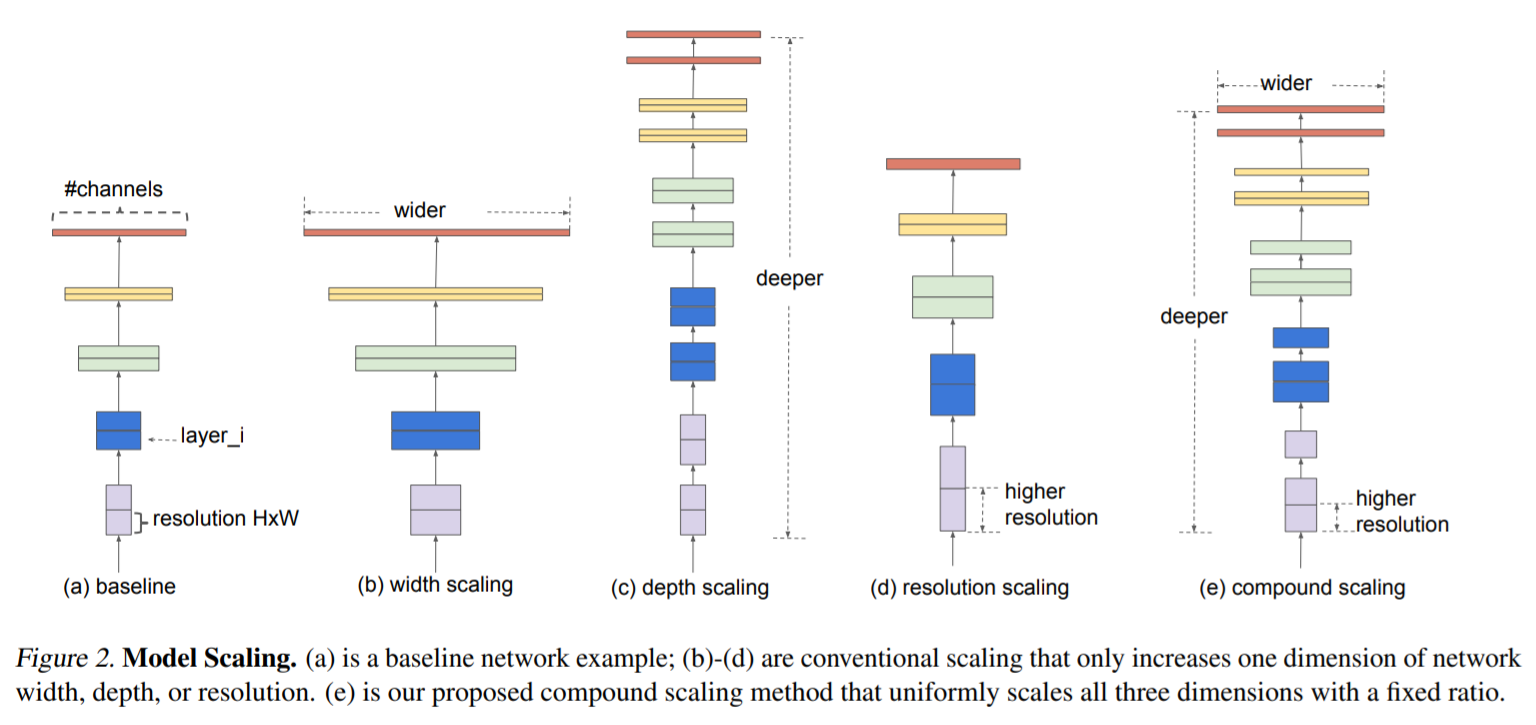 #channels
layer_i
resolution HxW
(a) baseline
wider
(b) width scaling
deeper
(c) depth scaling
higher
resolution
(d) resolution scaling
wider
deeper
higher
resolution
(e) compound scaling
Figure 2. Model Scaling. (a) is a baseline network example; (b)-(d) are conventional scaling that only increases one dimension of network
width, depth, or resolution. (e) is our proposed compound scaling method that uniformly scales all three dimensions with a fixed ratio.